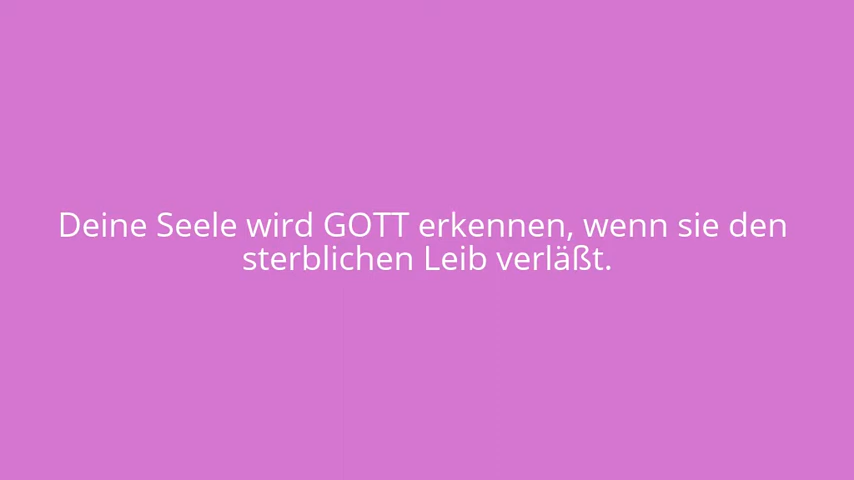 Deine Seele wird GOTT erkennen, wenn sie den
sterblichen Leib verläßt.